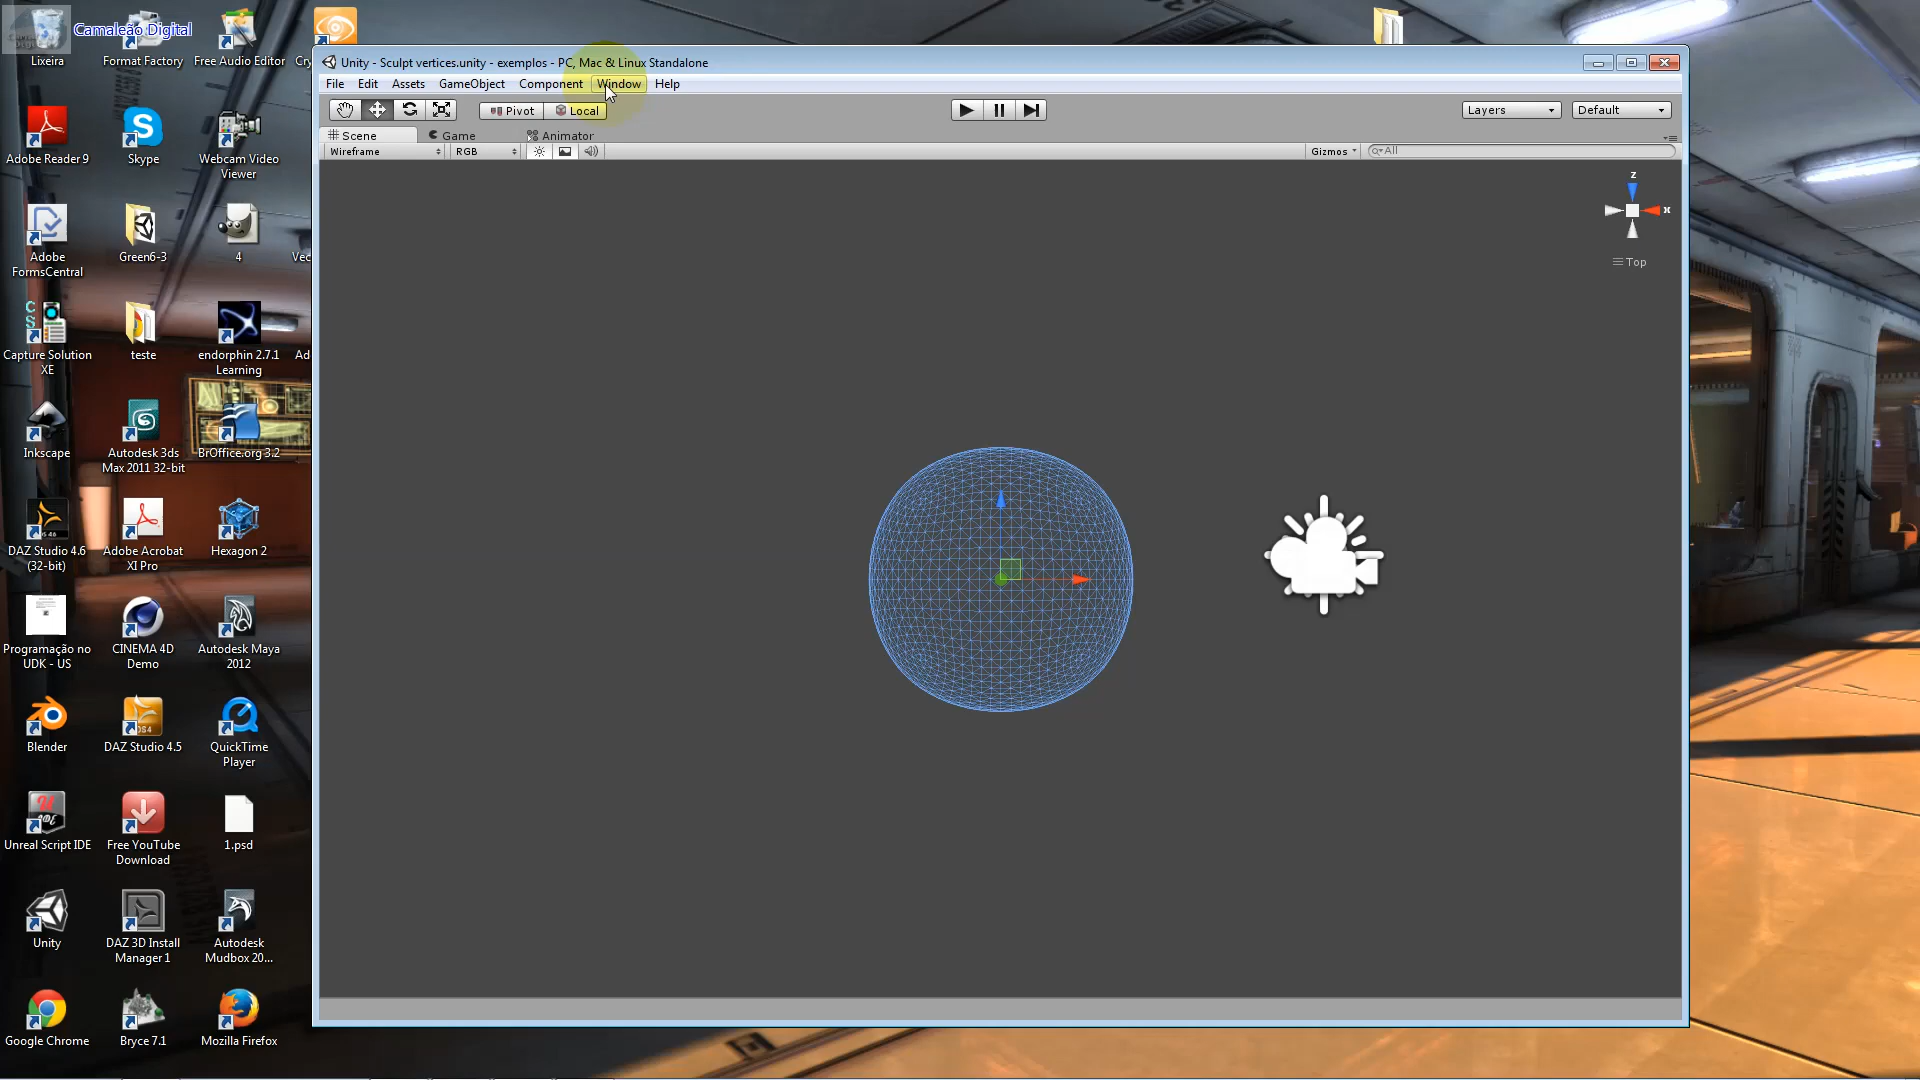 Camaleão Digital
Lixeira
Format Factory
Free Audio Editor
Cry
Unity - Sculpt vertices.unity - exemplos - PC, Mac & Linux Standalone
File Edit Assets GameObject Component Window Help
Pivot Local
Layers Default
Scene Game Animator
Wireframe RGB
Gizmos All
z
x
Top
Adobe Reader 9
Skype
Webcam Video
Viewer
Adobe
FormsCentral
Green6-3
4
Vec
Capture Solution
XE
teste
endorphin 2.7.1
Learning
Ad
Inkscape
Autodesk 3ds
Max 2011 32-bit
BrOffice.org 3.2
DAZ Studio 4.6
(32-bit)
Adobe Acrobat
XI Pro
Hexagon 2
Programação no
UDK - US
CINEMA 4D
Demo
Autodesk Maya
2012
Blender
DAZ Studio 4.5
QuickTime
Player
Unreal Script IDE
Free YouTube
Download
1.psd
Unity
DAZ 3D Install
Manager 1
Autodesk
Mudbox 20...
Google Chrome
Bryce 7.1
Mozilla Firefox